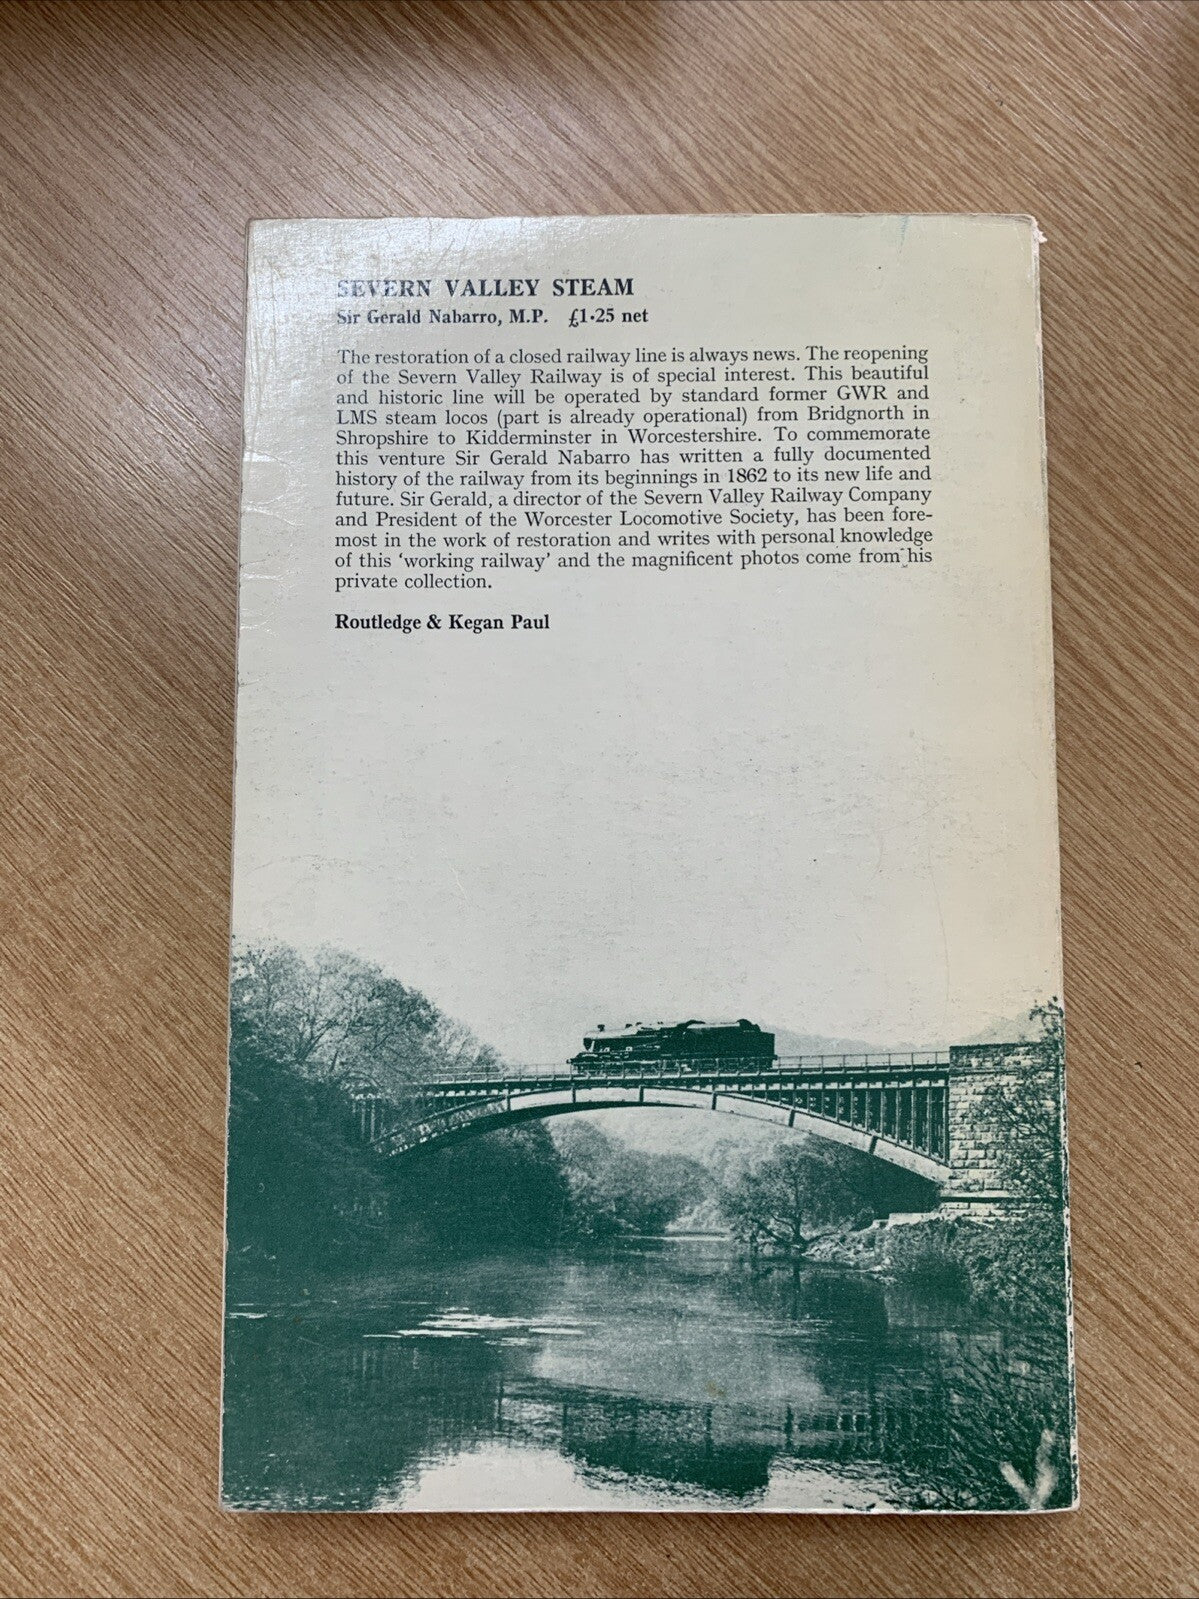 SEVERN VALLEY STEAM
Sir Gerald Nabarro, M.P. £1·25 net
The restoration of a closed railway line is always news. The reopening
of the Severn Valley Railway is of special interest. This beautiful
and historic line will be operated by standard former GWR and
LMS steam locos (part is already operational) from Bridgnorth in
Shropshire to Kidderminster in Worcestershire. To commemorate
this venture Sir Gerald Nabarro has written a fully documented
history of the railway from its beginnings in 1862 to its new life and
future. Sir Gerald, a director of the Severn Valley Railway Company
and President of the Worcester Locomotive Society, has been fore-
most in the work of restoration and writes with personal knowledge
of this ‘working railway’ and the magnificent photos come from his
private collection.
Routledge & Kegan Paul